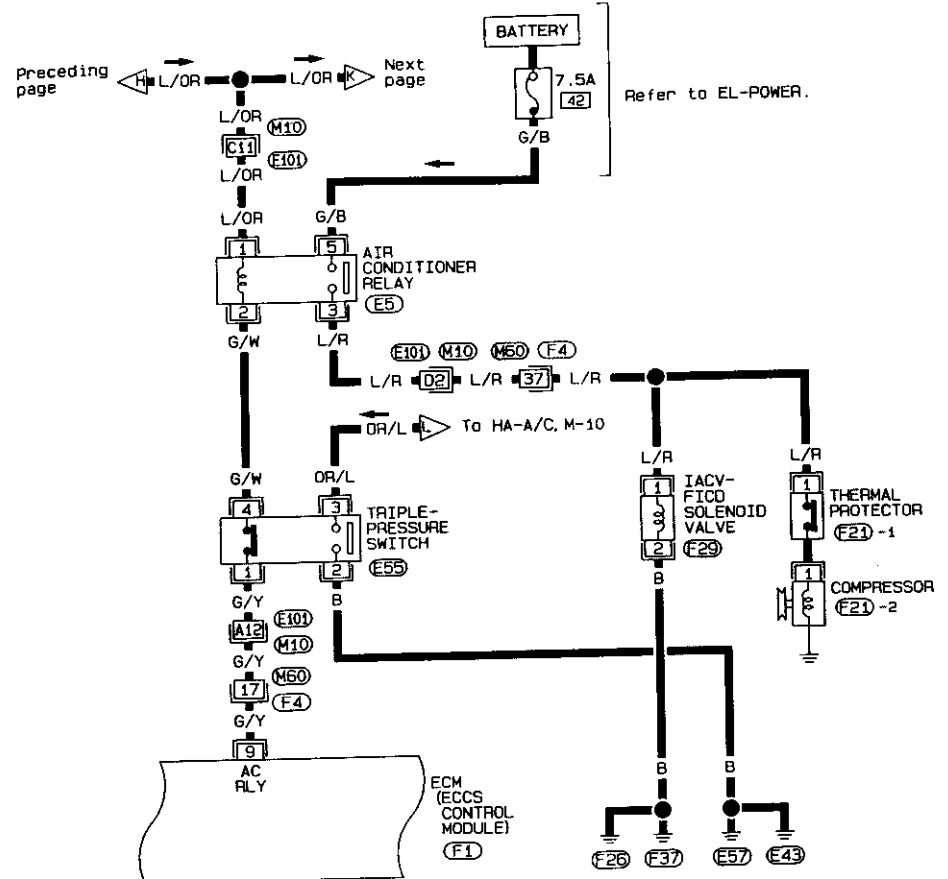 BATTERY
Preceding
page
H
L/OR
L/OR
K
Next
page
7.5A
42
Refer to EL-POWER.
G/B
L/OR
M10
C11
E101
L/OR
L/OR
G/B
1
5
AIR
CONDITIONER
RELAY
E5
2
3
G/W
L/R
E101
M10
M60
F4
L/R
D2
L/R
37
L/R
OR/L
L
To HA-A/C, M-10
G/W
OR/L
L/R
L/R
4
3
TRIPLE-
PRESSURE
SWITCH
E55
1
2
1
IACV-
FICD
SOLENOID
VALVE
F29
2
1
THERMAL
PROTECTOR
F21 -1
1
COMPRESSOR
F21 -2
G/Y
B
B
A12
E101
M10
G/Y
17
M60
F4
G/Y
9
AC
RLY
ECM
(ECCS
CONTROL
MODULE)
F1
B
B
F26
F37
E57
E43